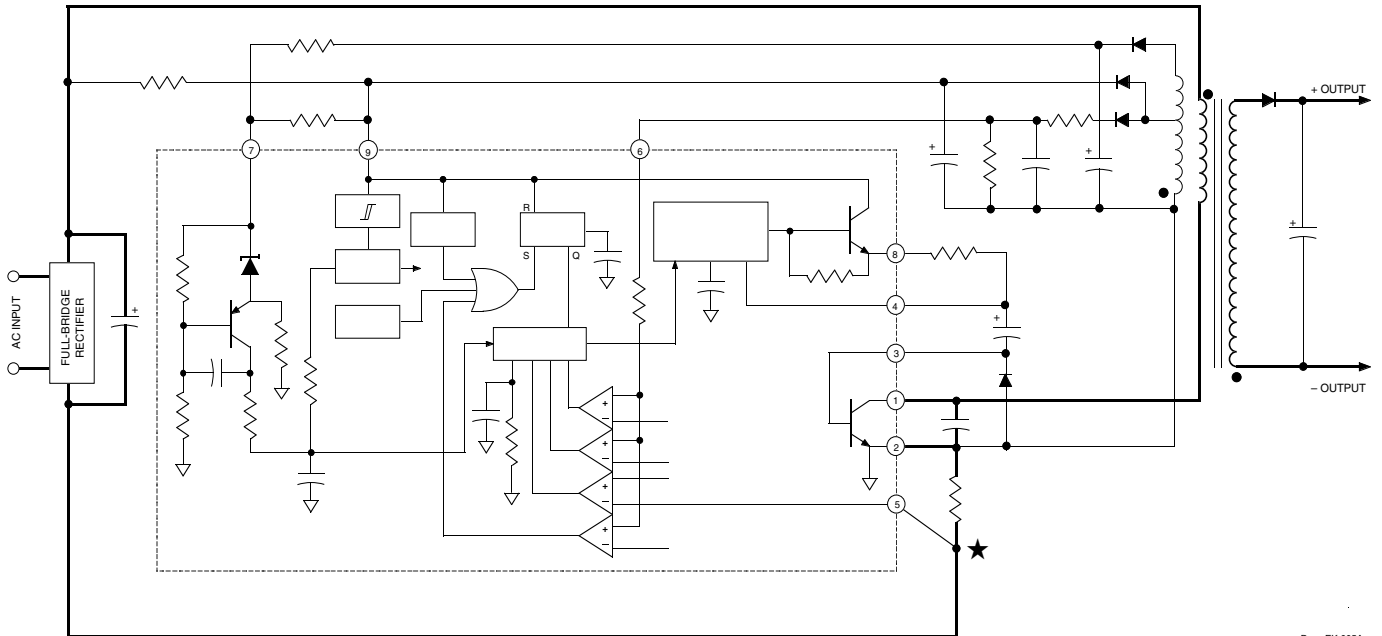 + OUTPUT
7
9
6
+
+
+
R
S
Q
8
4
+
AC INPUT
FULL-BRIDGE
RECTIFIER
+
3
1
+
–
2
+
–
+
–
5
+
–
– OUTPUT